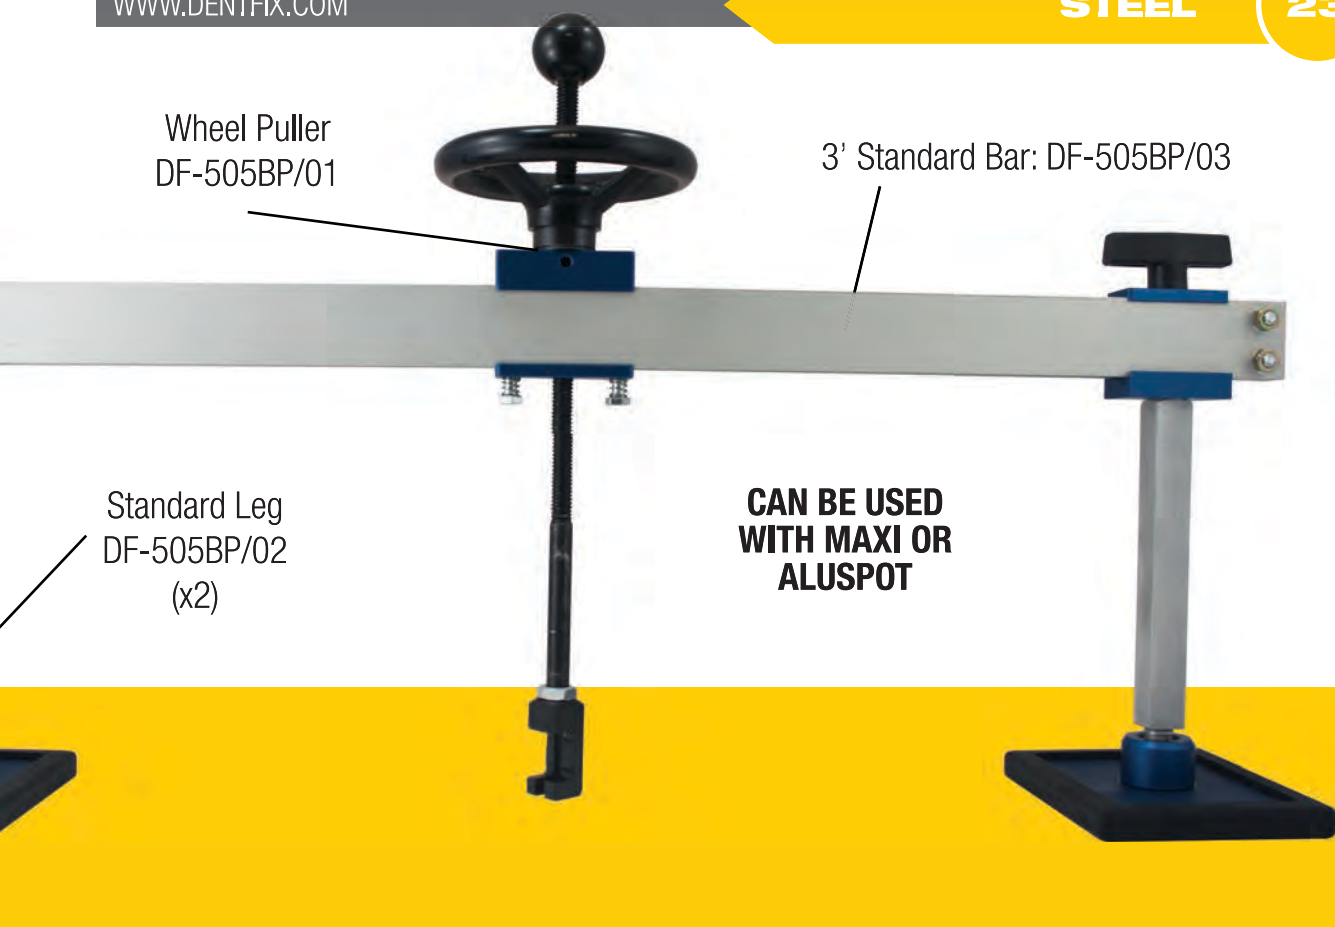 WWW.DENTFIX.COM
STEEL
23
Wheel Puller
DF-505BP/01
3’ Standard Bar: DF-505BP/03
Standard Leg
DF-505BP/02
(x2)
CAN BE USED
WITH MAXI OR
ALUSPOT